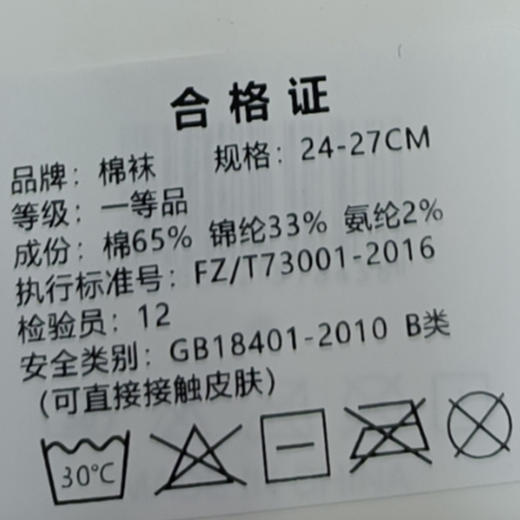 合格证
品牌：棉袜 规格：24-27CM
等级：一等品
成份：棉65% 锦纶33% 氨纶2%
执行标准号：FZ/T73001-2016
检验员：12
安全类别：GB18401-2010 B类
（可直接接触皮肤）
30℃